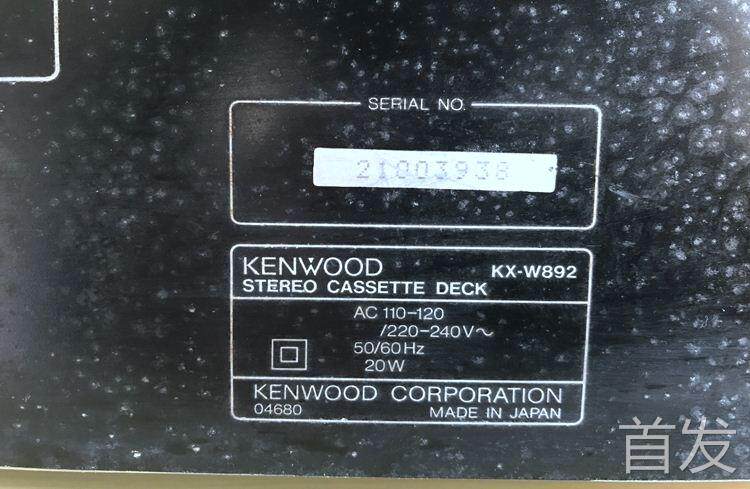 SERIAL NO.
21003938
KENWOOD KX-W892
STEREO CASSETTE DECK
AC 110-120
/220-240V~
50/60Hz
20W
KENWOOD CORPORATION
04680 MADE IN JAPAN
首发